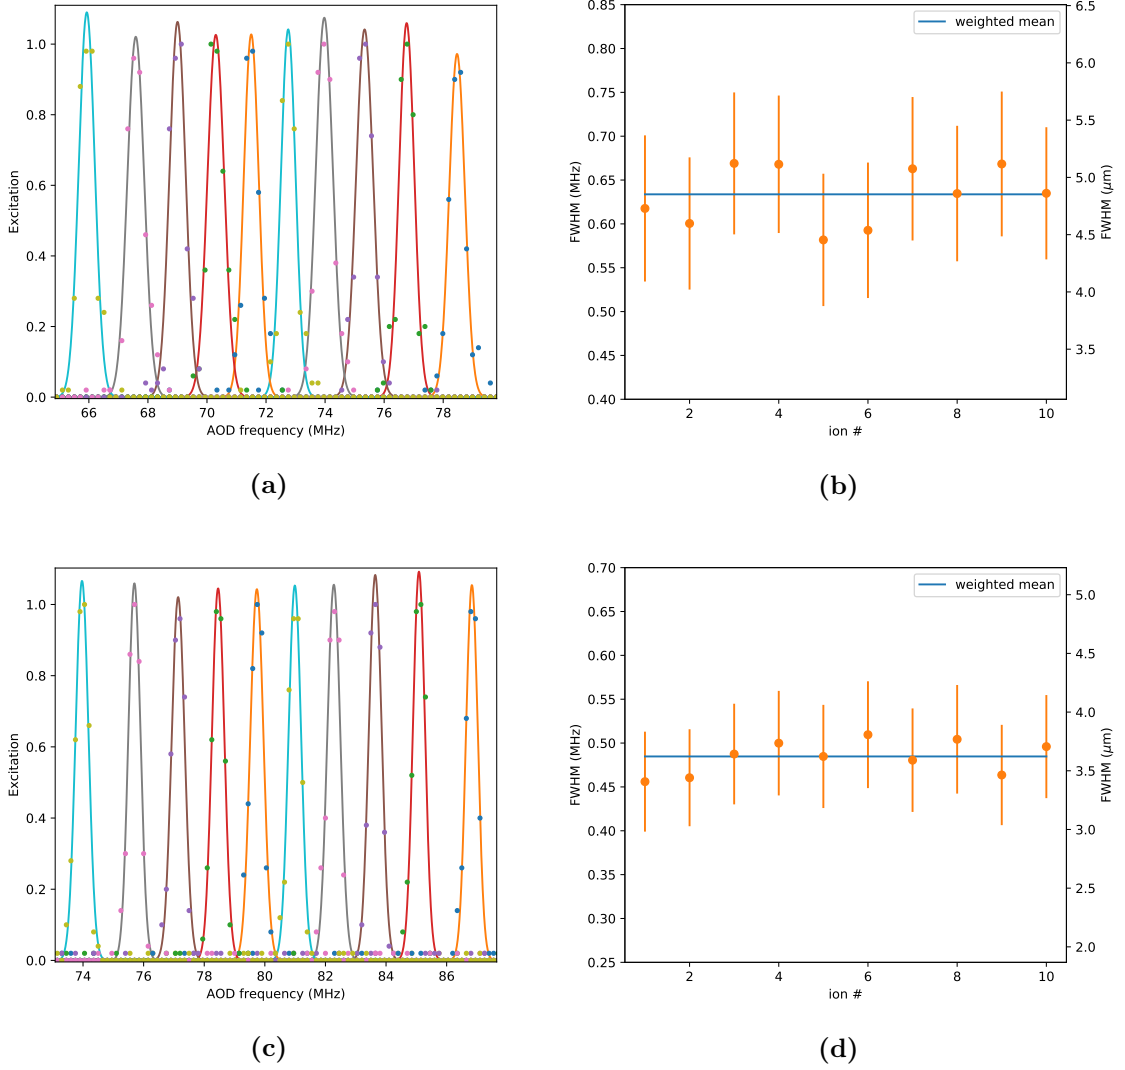 1.0
0.8
0.6
0.4
0.2
0.0
Excitation
66 68 70 72 74 76 78
AOD frequency (MHz)
(a)
0.85
0.80
0.75
0.70
0.65
0.60
0.55
0.50
0.45
0.40
FWHM (MHz)
weighted mean
6.5
6.0
5.5
5.0
4.5
4.0
3.5
FWHM (μm)
2 4 6 8 10
ion #
(b)
1.0
0.8
0.6
0.4
0.2
0.0
Excitation
74 76 78 80 82 84 86
AOD frequency (MHz)
(c)
0.70
0.65
0.60
0.55
0.50
0.45
0.40
0.35
0.30
0.25
FWHM (MHz)
weighted mean
5.0
4.5
4.0
3.5
3.0
2.5
2.0
FWHM (μm)
2 4 6 8 10
ion #
(d)